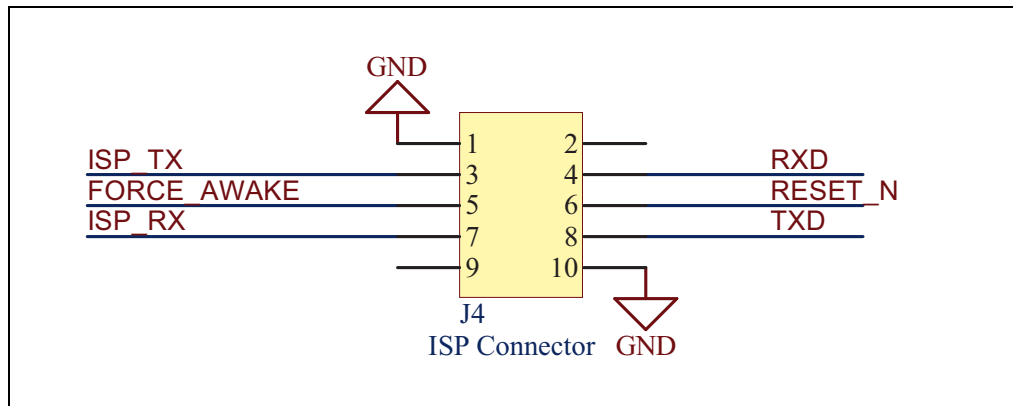 GND
1 2
ISP_TX 3 4 RXD
FORCE_AWAKE 5 6 RESET_N
ISP_RX 7 8 TXD
9 10
J4
ISP Connector GND